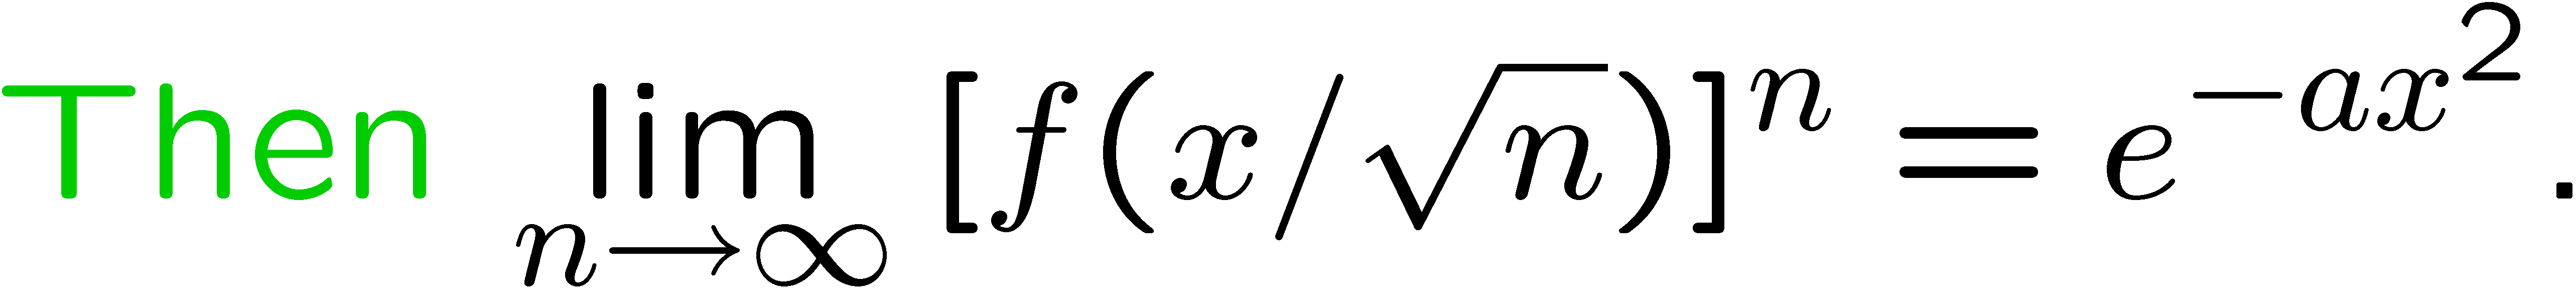 Then lim_{n→∞} [f(x/√n)]^n = e^{-ax^2}.